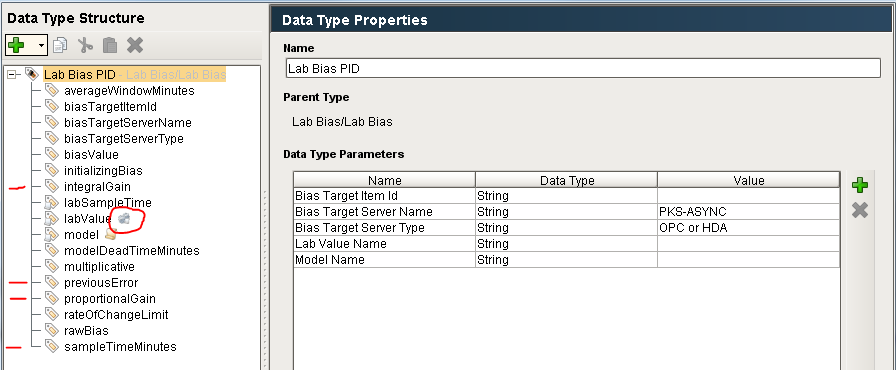 Data Type Structure
Lab Bias PID - Lab Bias/Lab Bias
averageWindowMinutes
biasTargetItemId
biasTargetServerName
biasTargetServerType
biasValue
initializingBias
integralGain
labSampleTime
labValue
model
modelDeadTimeMinutes
multiplicative
previousError
proportionalGain
rateOfChangeLimit
rawBias
sampleTimeMinutes
Data Type Properties
Name
Lab Bias PID
Parent Type
Lab Bias/Lab Bias
Data Type Parameters
Name Data Type Value
Bias Target Item Id String
Bias Target Server Name String PKS-ASYNC
Bias Target Server Type String OPC or HDA
Lab Value Name String
Model Name String